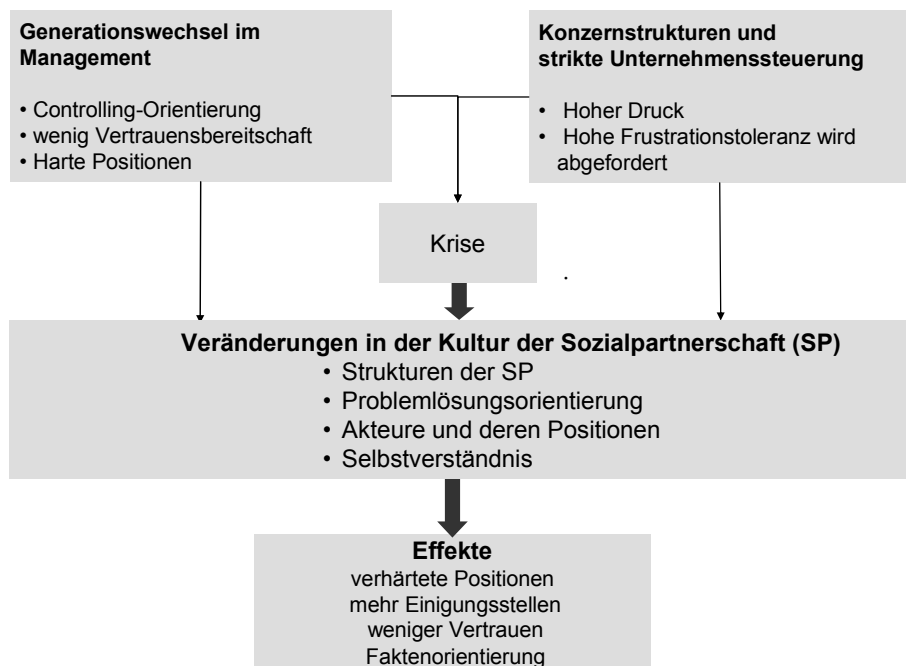 Generationswechsel im
Management
• Controlling-Orientierung
• wenig Vertrauensbereitschaft
• Harte Positionen
Konzernstrukturen und
strikte Unternehmenssteuerung
• Hoher Druck
• Hohe Frustrationstoleranz wird
abgefordert
Krise
.
Veränderungen in der Kultur der Sozialpartnerschaft (SP)
• Strukturen der SP
• Problemlösungsorientierung
• Akteure und deren Positionen
• Selbstverständnis
Effekte
verhärtete Positionen
mehr Einigungsstellen
weniger Vertrauen
Faktenorientierung